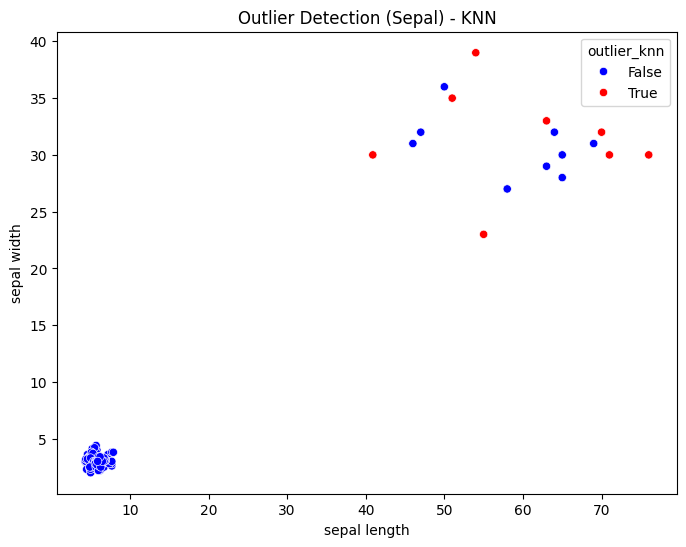 Outlier Detection (Sepal) - KNN
40
35
30
25
20
15
10
5
sepal width
outlier_knn
False
True
10 20 30 40 50 60 70
sepal length